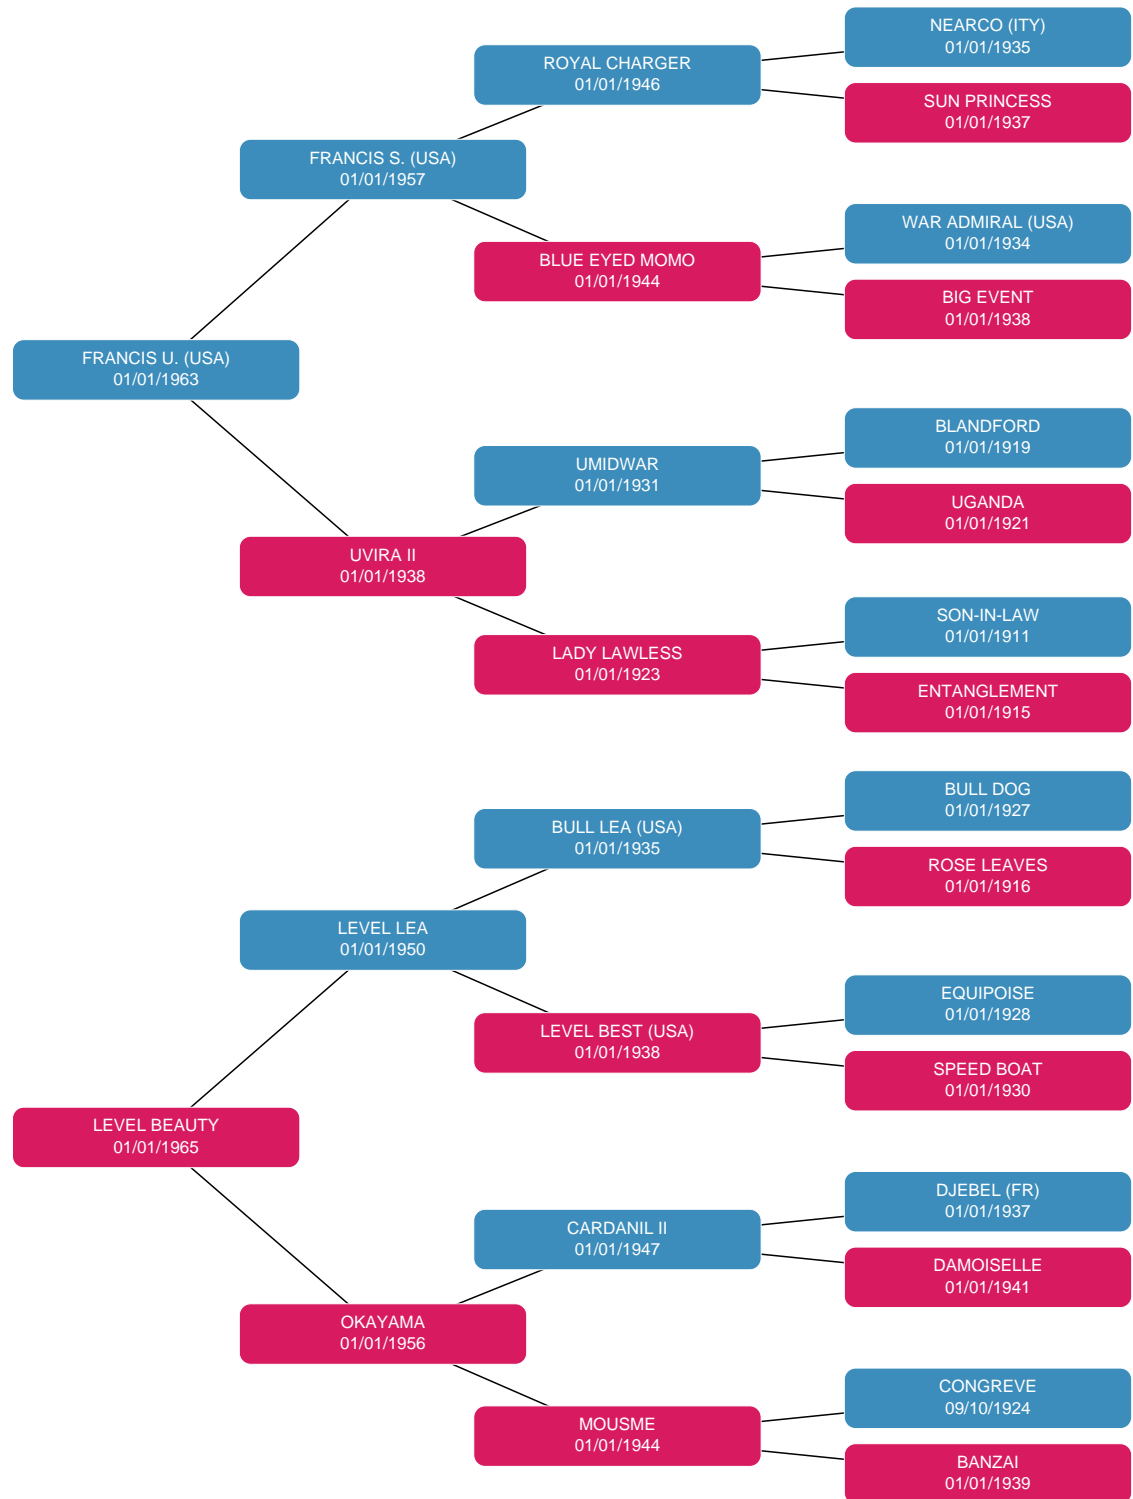 NEARCO (ITY)
01/01/1935
ROYAL CHARGER
01/01/1946
SUN PRINCESS
01/01/1937
FRANCIS S. (USA)
01/01/1957
WAR ADMIRAL (USA)
01/01/1934
BLUE EYED MOMO
01/01/1944
BIG EVENT
01/01/1938
FRANCIS U. (USA)
01/01/1963
BLANDFORD
01/01/1919
UMIDWAR
01/01/1931
UGANDA
01/01/1921
UVIRA II
01/01/1938
SON-IN-LAW
01/01/1911
LADY LAWLESS
01/01/1923
ENTANGLEMENT
01/01/1915
BULL DOG
01/01/1927
BULL LEA (USA)
01/01/1935
ROSE LEAVES
01/01/1916
LEVEL LEA
01/01/1950
EQUIPOISE
01/01/1928
LEVEL BEST (USA)
01/01/1938
SPEED BOAT
01/01/1930
LEVEL BEAUTY
01/01/1965
DJEBEL (FR)
01/01/1937
CARDANIL II
01/01/1947
DAMOISELLE
01/01/1941
OKAYAMA
01/01/1956
CONGREVE
09/10/1924
MOUSME
01/01/1944
BANZAI
01/01/1939